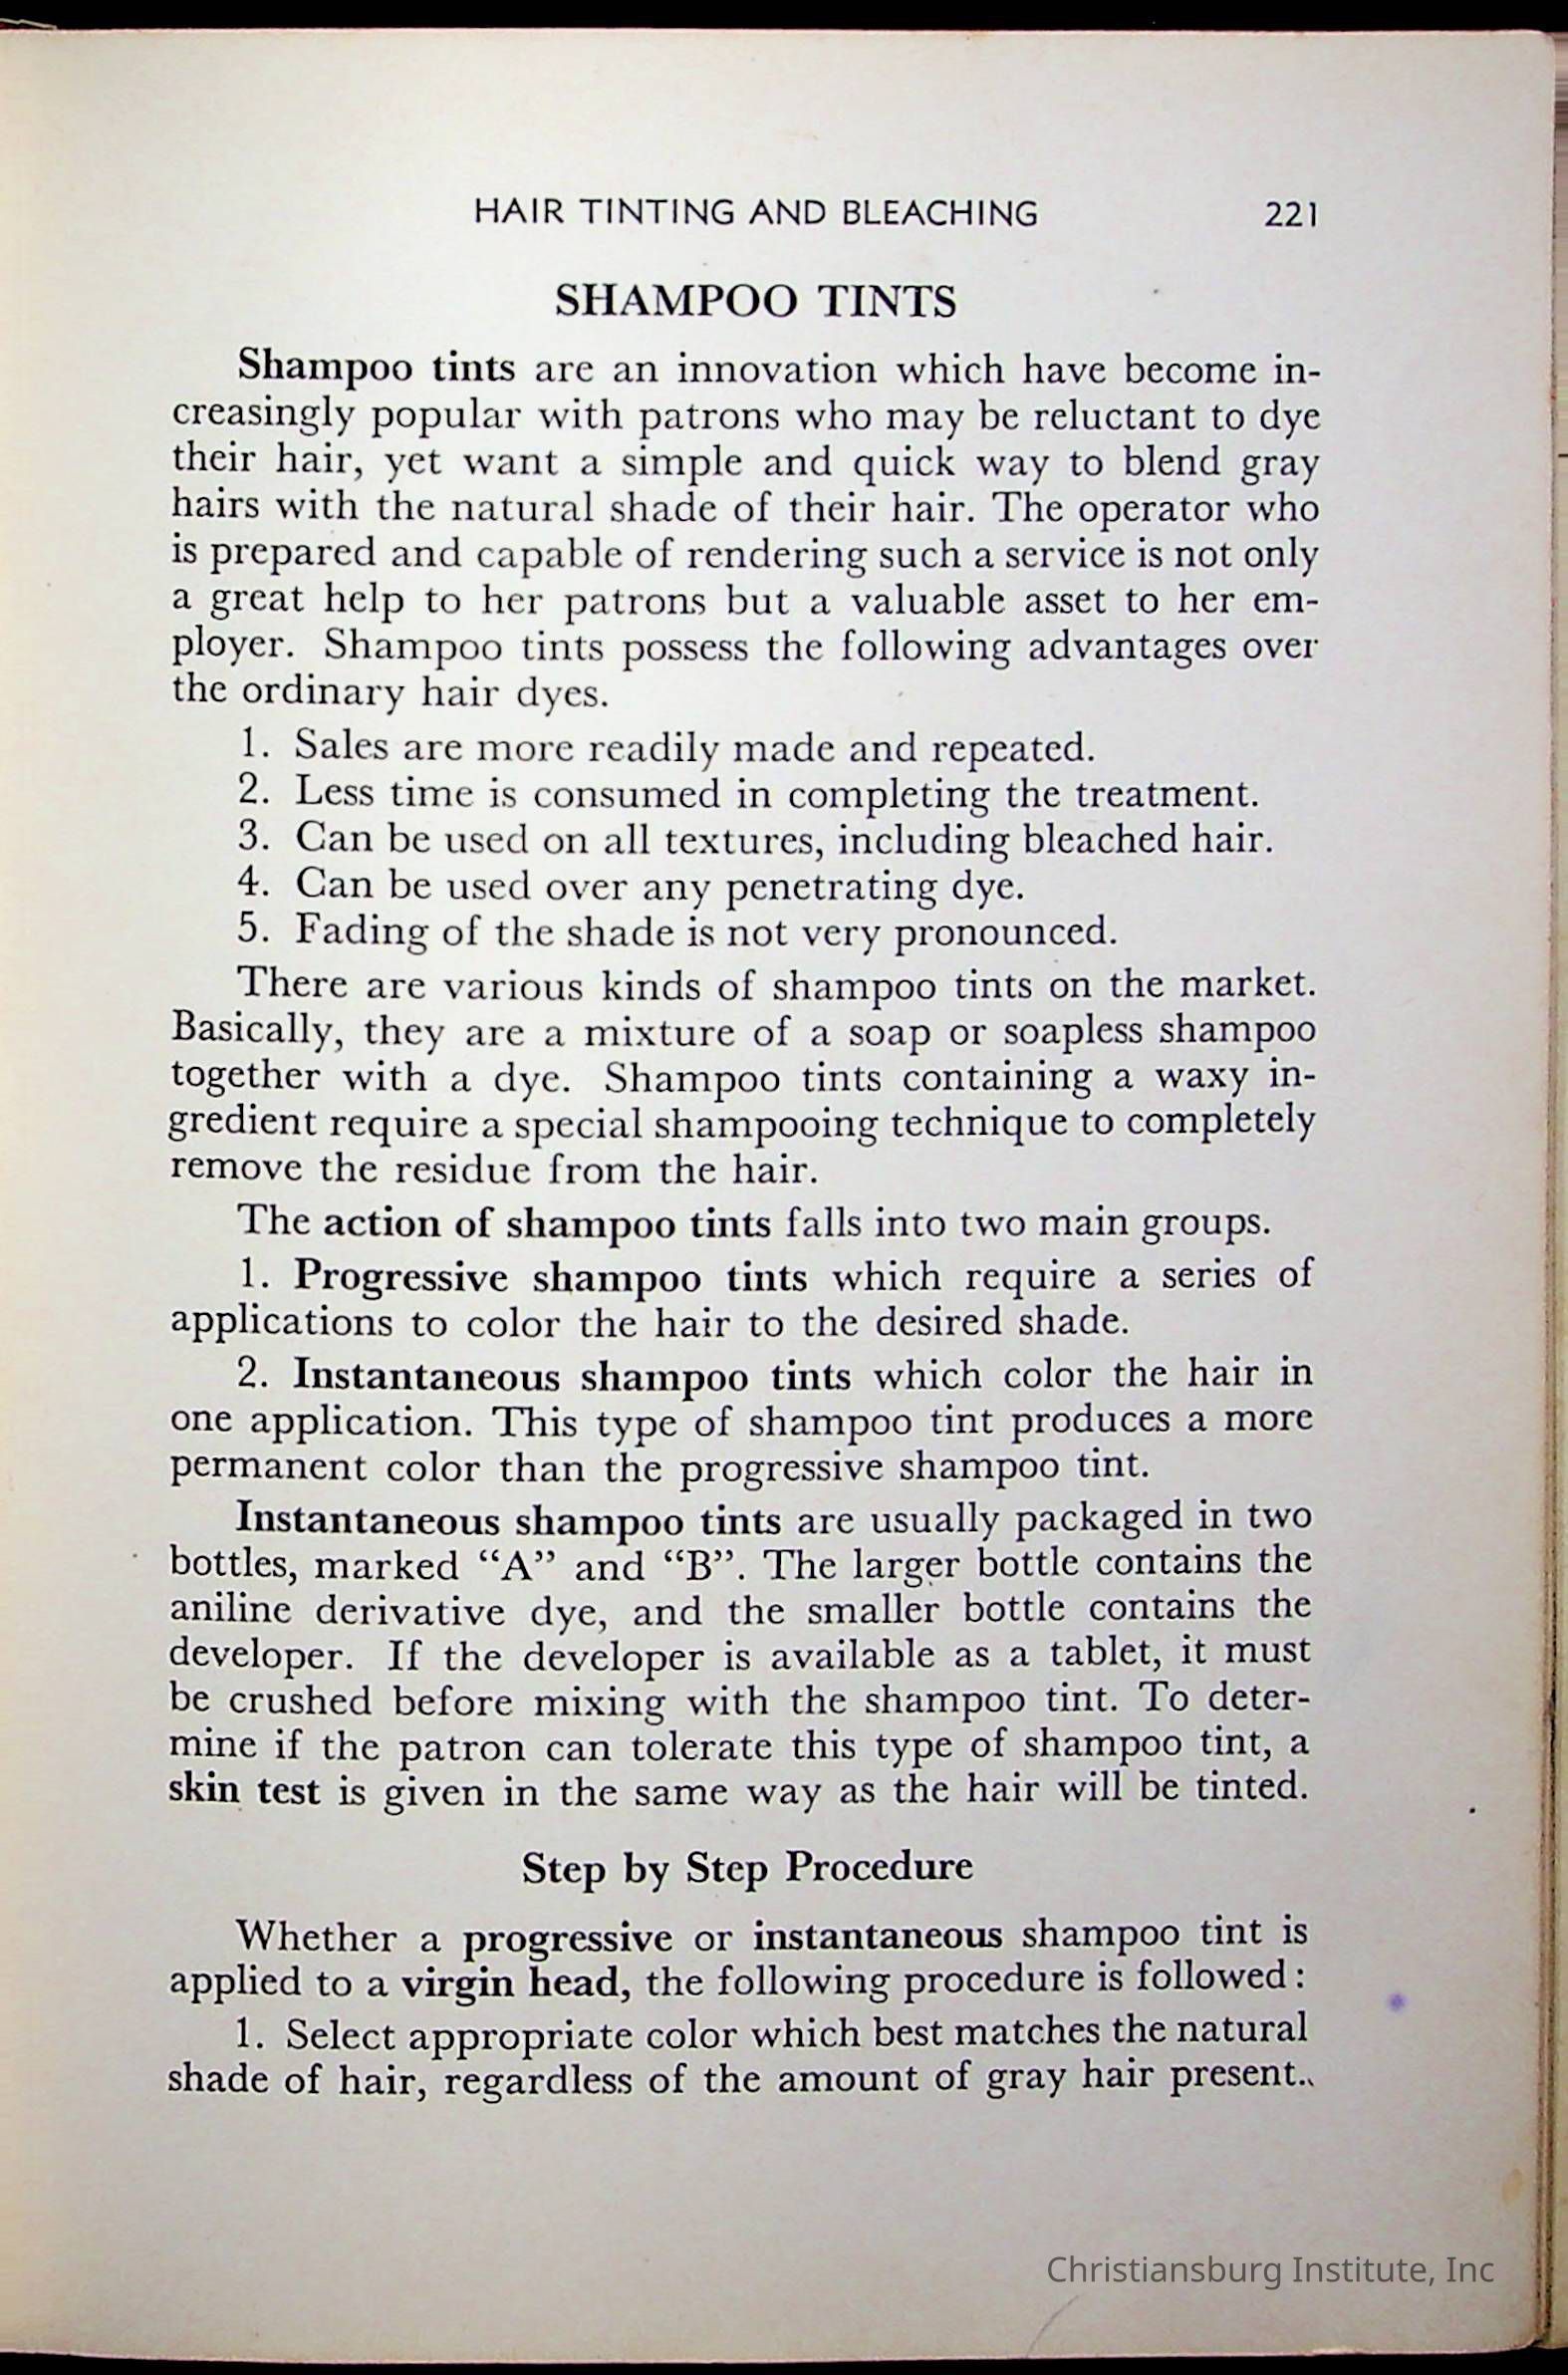 HAIR TINTING AND BLEACHING 221
SHAMPOO TINTS
Shampoo tints are an innovation which have become in-
creasingly popular with patrons who may be reluctant to dye
their hair, yet want a simple and quick way to blend gray
hairs with the natural shade of their hair. The operator who
is prepared and capable of rendering such a service is not only
a great help to her patrons but a valuable asset to her em-
ployer. Shampoo tints possess the following advantages over
the ordinary hair dyes.
1. Sales are more readily made and repeated.
2. Less time is consumed in completing the treatment.
3. Can be used on all textures, including bleached hair.
4. Can be used over any penetrating dye.
5. Fading of the shade is not very pronounced.
There are various kinds of shampoo tints on the market.
Basically, they are a mixture of a soap or soapless shampoo
together with a dye. Shampoo tints containing a waxy in-
gredient require a special shampooing technique to completely
remove the residue from the hair.
The action of shampoo tints falls into two main groups.
1. Progressive shampoo tints which require a series of
applications to color the hair to the desired shade.
2. Instantaneous shampoo tints which color the hair in
one application. This type of shampoo tint produces a more
permanent color than the progressive shampoo tint.
Instantaneous shampoo tints are usually packaged in two
bottles, marked “A” and “B”. The larger bottle contains the
aniline derivative dye, and the smaller bottle contains the
developer. If the developer is available as a tablet, it must
be crushed before mixing with the shampoo tint. To deter-
mine if the patron can tolerate this type of shampoo tint, a
skin test is given in the same way as the hair will be tinted.
Step by Step Procedure
Whether a progressive or instantaneous shampoo tint is
applied to a virgin head, the following procedure is followed:
1. Select appropriate color which best matches the natural
shade of hair, regardless of the amount of gray hair present.
Christiansburg Institute, Inc